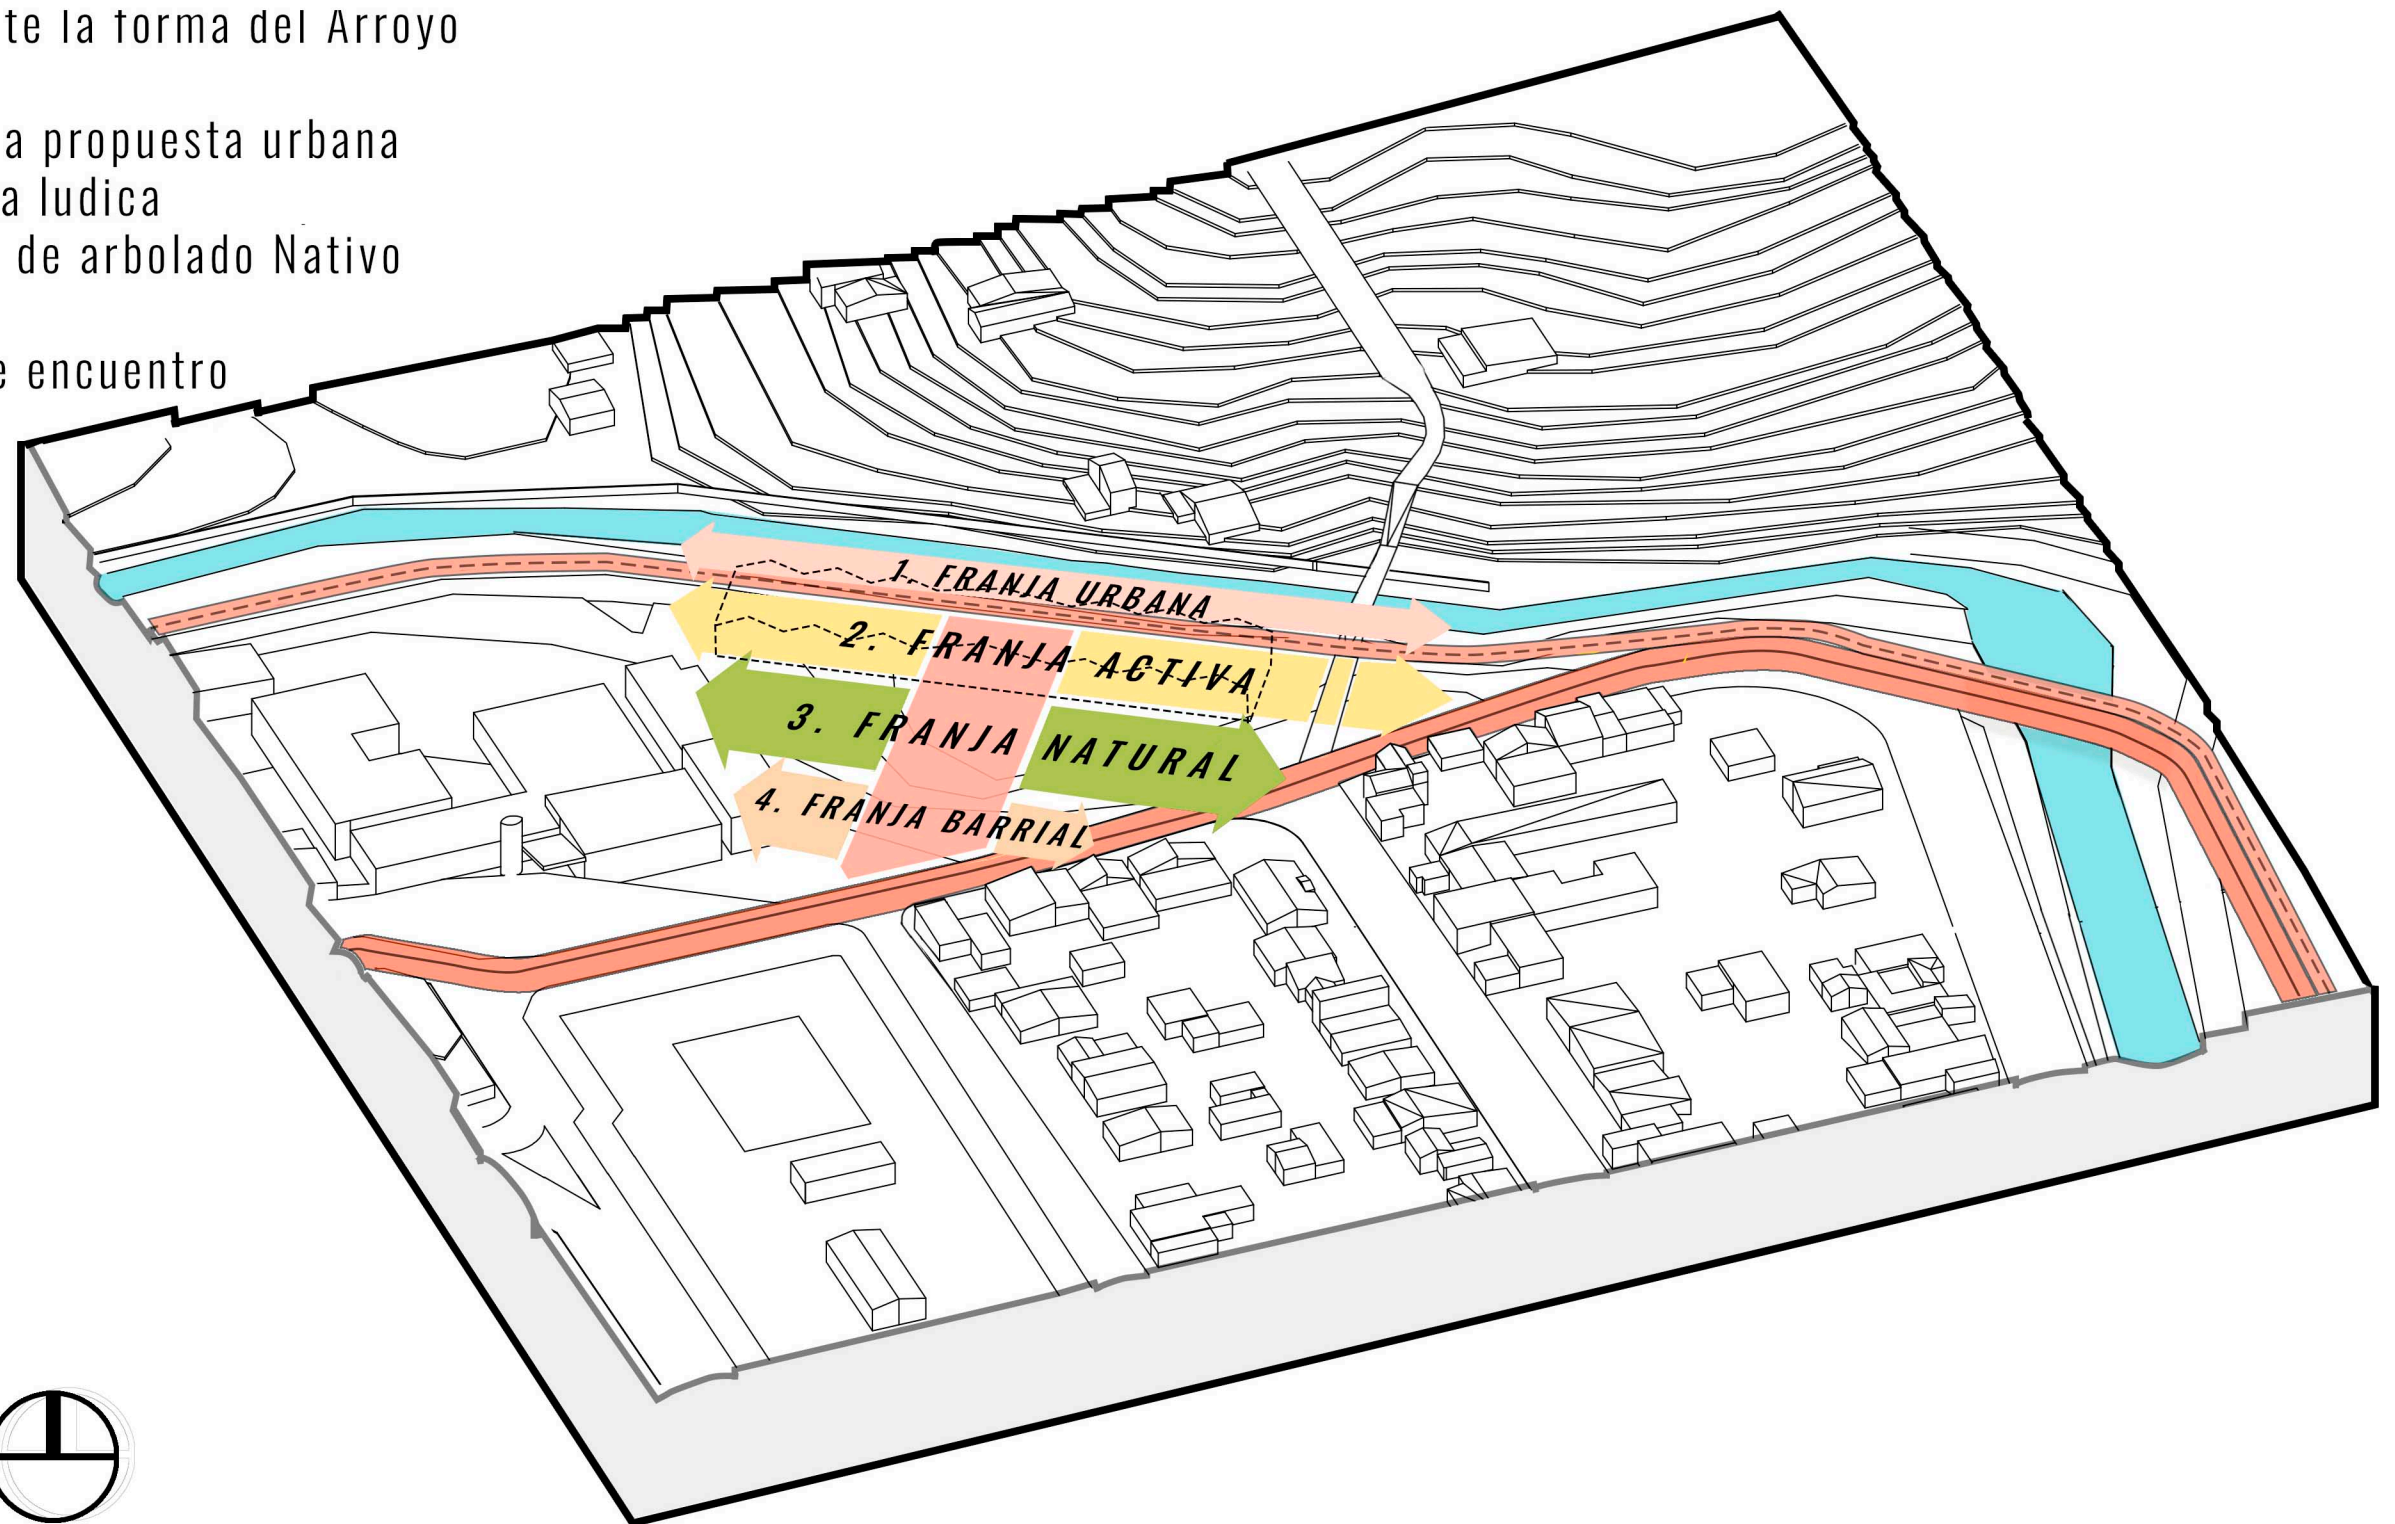 te la forma del Arroyo
a propuesta urbana
a ludica
de arbolado Nativo
e encuentro
1. FRANJA URBANA
2. FRANJA ACTIVA
3. FRANJA NATURAL
4. FRANJA BARRIAL